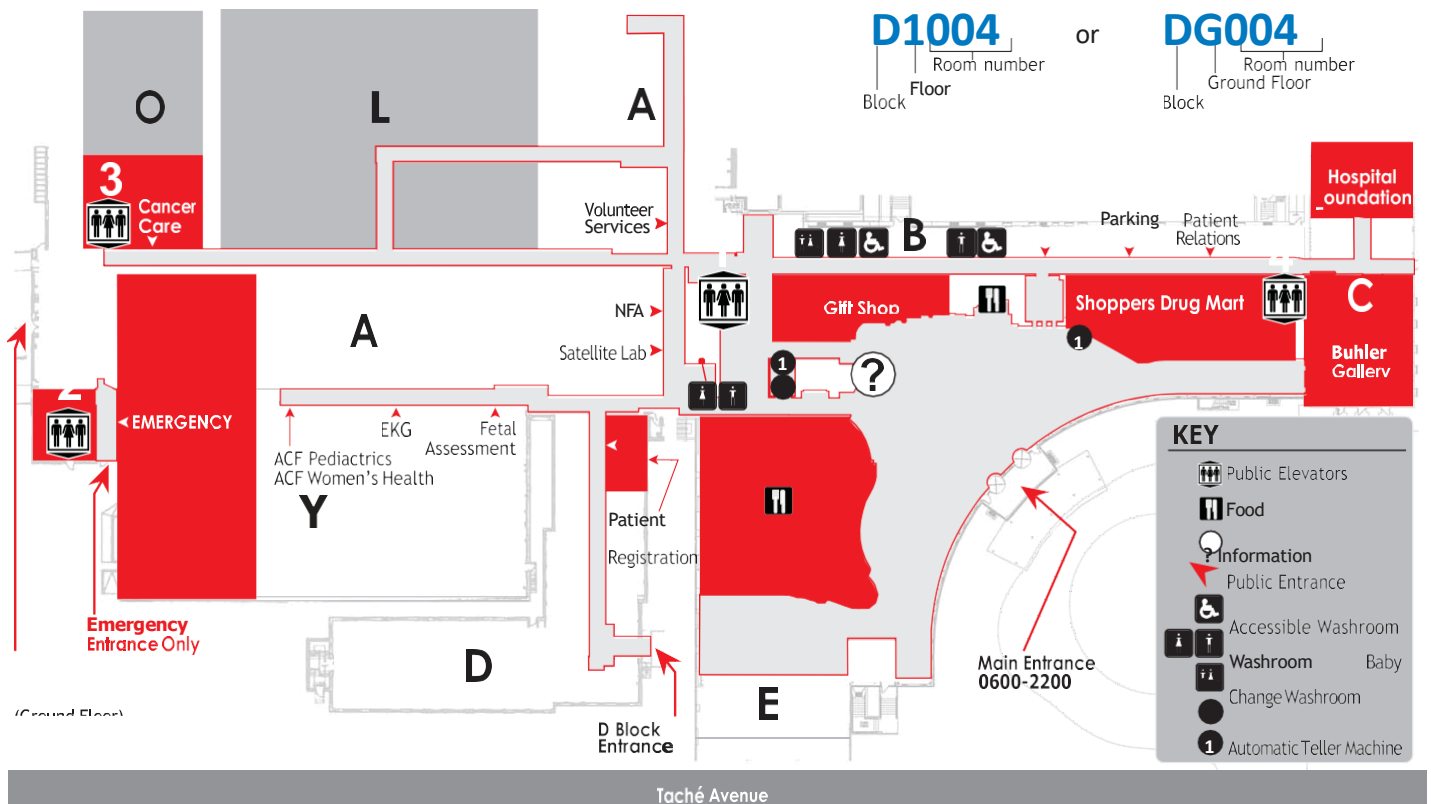 D1004 or DG004
Room number
Floor
Block
Room number
Ground Floor
Block
O
L
A
3
Cancer
Care
Volunteer
Services
B
Parking
Patient
Relations
Hospital
oundation
NFA
Satellite Lab
A
Gift Shop
Shoppers Drug Mart
C
1
1
?
Buhler
Gallery
2
EMERGENCY
EKG
Fetal
Assessment
ACF Pediactrics
ACF Women's Health
Y
Patient
Registration
Emergency
Entrance Only
D
E
D Block
Entrance
Main Entrance
0600-2200
(Ground Floor)
KEY
Public Elevators
Food
? Information
Public Entrance
Accessible Washroom
Washroom Baby
Change Washroom
1 Automatic Teller Machine
Taché Avenue